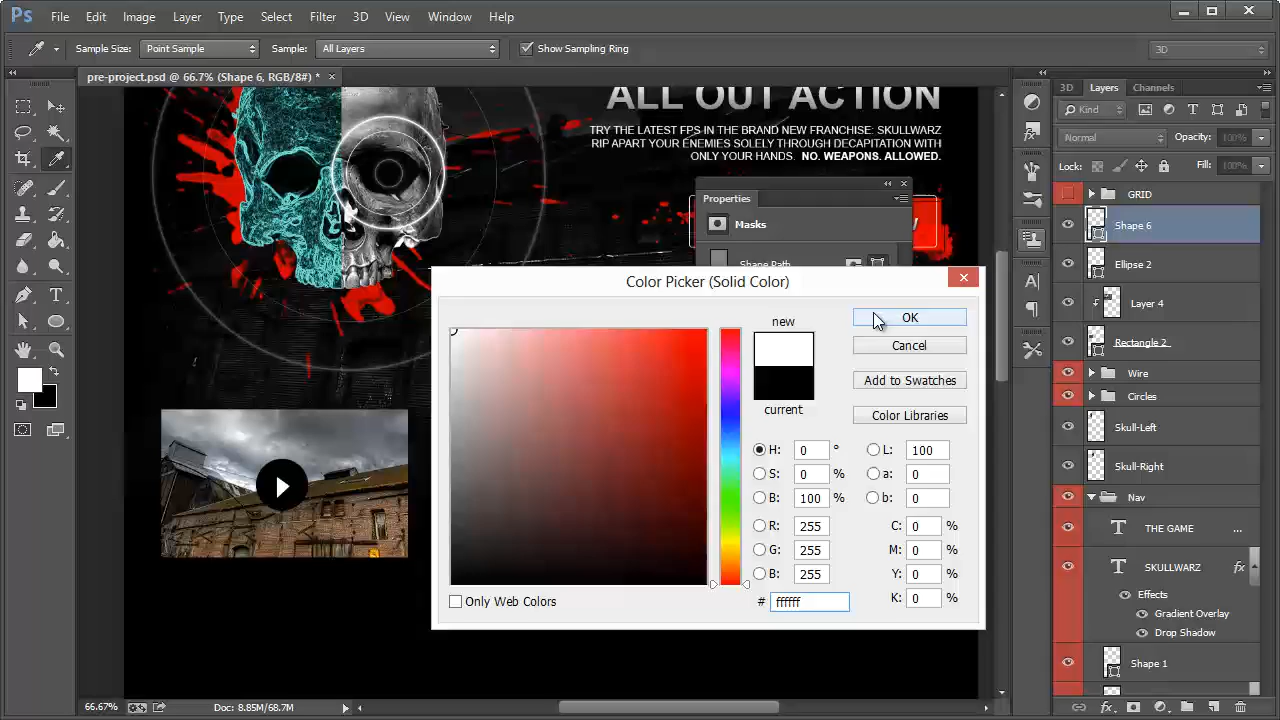 Ps File Edit Image Layer Type Select Filter 3D View Window Help
Sample Size: Point Sample Sample: All Layers Show Sampling Ring 3D
pre-project.psd @ 66.7% (Shape 6, RGB/8#) * ×
3D Layers Channels
Kind
Normal Opacity: 100%
Lock: Fill: 100%
ALL OUT ACTION
TRY THE LATEST FPS IN THE BRAND NEW FRANCHISE: SKULLWARZ
RIP APART YOUR ENEMIES SOLELY THROUGH DECAPITATION WITH
ONLY YOUR HANDS. NO. WEAPONS. ALLOWED.
Properties
Masks
Shape Path
Color Picker (Solid Color)
new
current
OK
Cancel
Add to Swatches
Color Libraries
H: 0 °
S: 0 %
B: 100 %
R: 255
G: 255
B: 255
L: 100
a: 0
b: 0
C: 0 %
M: 0 %
Y: 0 %
K: 0 %
# ffffff
Only Web Colors
GRID
Shape 6
Ellipse 2
Layer 4
Rectangle 2
Wire
Circles
Skull-Left
Skull-Right
Nav
T THE GAME ...
T SKULLWARZ fx
Effects
Gradient Overlay
Drop Shadow
Shape 1
66.67% Doc: 8.85M/68.7M